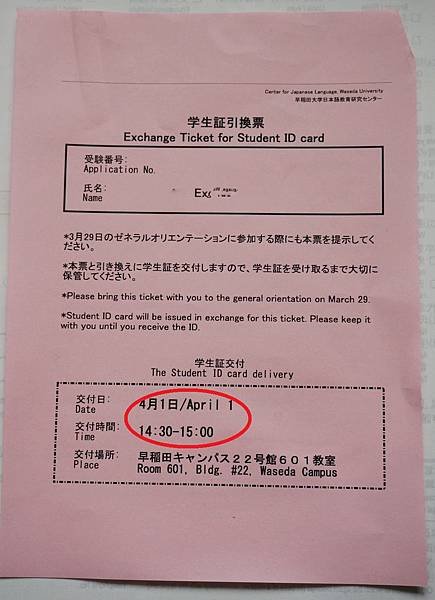 Center for Japanese Language, Waseda University
早稲田大学日本語教育研究センター
学生証引換票
Exchange Ticket for Student ID card
受験番号:
Application No.
氏名:
Name
*3月29日のゼネラルオリエンテーションに参加する際にも本票を提示してく
ださい。
*本票と引き換えに学生証を交付しますので、学生証を受け取るまで大切に
保管してください。
*Please bring this ticket with you to the general orientation on March 29.
*Student ID card will be issued in exchange for this ticket. Please keep it
with you until you receive the ID.
学生証交付
The Student ID card delivery
交付日: 4月1日/April 1
Date
交付時間: 14:30-15:00
Time
交付場所: 早稲田キャンパス２２号館６０１教室
Place Room 601, Bldg. #22, Waseda Campus